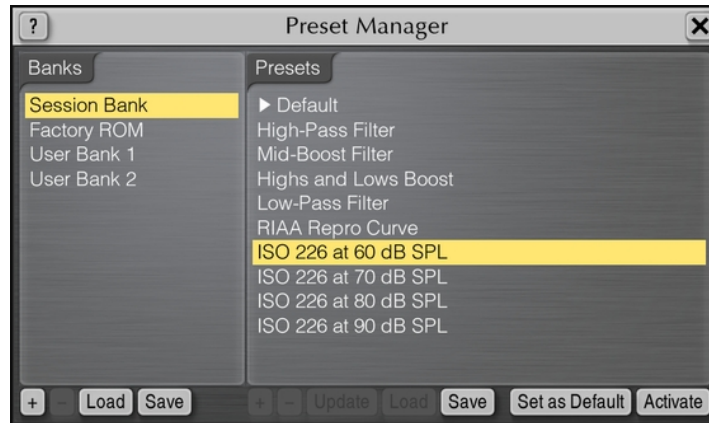 ?
Preset Manager
X
Banks
Presets
Session Bank
Factory ROM
User Bank 1
User Bank 2
▶ Default
High-Pass Filter
Mid-Boost Filter
Highs and Lows Boost
Low-Pass Filter
RIAA Repro Curve
ISO 226 at 60 dB SPL
ISO 226 at 70 dB SPL
ISO 226 at 80 dB SPL
ISO 226 at 90 dB SPL
+ - Load Save
+ - Update Load Save Set as Default Activate